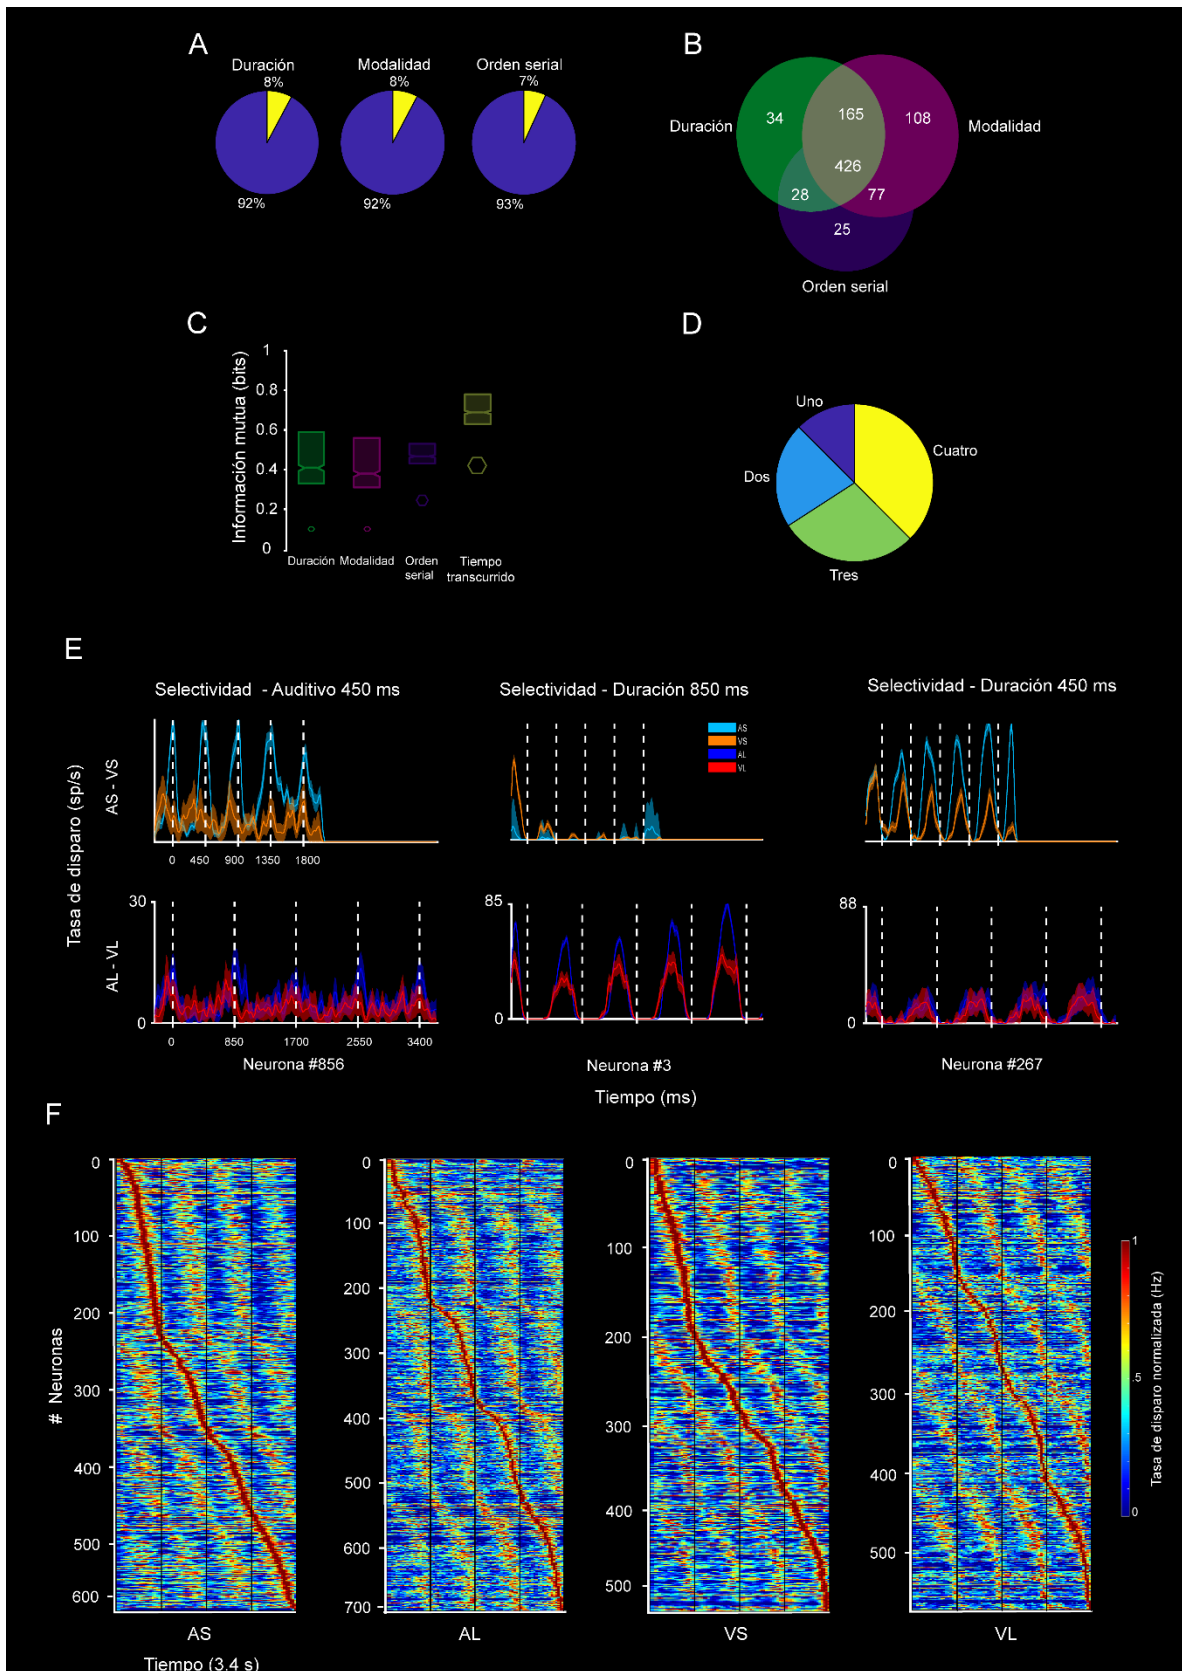 A
Duración
8%
92%
Modalidad
8%
92%
Orden serial
7%
93%
B
Duración
34
165
108
Modalidad
426
28
77
25
Orden serial
C
Información mutua (bits)
1
0.8
0.6
0.4
0.2
0
Duración
Modalidad
Orden
serial
Tiempo
transcurrido
D
Uno
Cuatro
Dos
Tres
E
Selectividad - Auditivo 450 ms
Selectividad - Duración 850 ms
Selectividad - Duración 450 ms
Tasa de disparo (sp/s)
AS - VS
AS
VS
AL
VL
0 450 900 1350 1800
AL - VL
30
0
85
0
88
0
0 850 1700 2550 3400
Neurona #856
Neurona #3
Neurona #267
Tiempo (ms)
F
# Neuronas
0
100
200
300
400
500
600
AS
Tiempo (3.4 s)
0
100
200
300
400
500
600
700
AL
0
100
200
300
400
500
VS
0
100
200
300
400
500
VL
1
.5
0
Tasa de disparo normalizada (Hz)